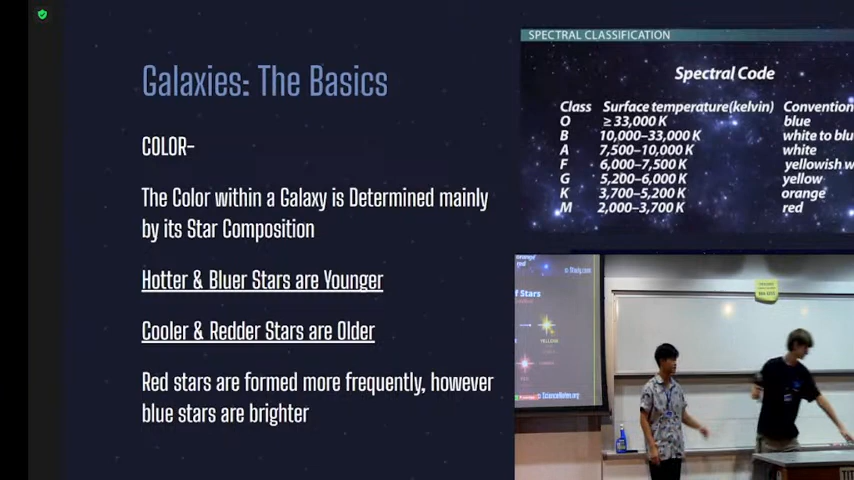 Galaxies: The Basics
COLOR-
The Color within a Galaxy is Determined mainly
by its Star Composition
Hotter & Bluer Stars are Younger
Cooler & Redder Stars are Older
Red stars are formed more frequently, however
blue stars are brighter
SPECTRAL CLASSIFICATION
Spectral Code
Class Surface temperature(kelvin) Convention
O ≥ 33,000 K blue
B 10,000–33,000 K white to blu
A 7,500–10,000 K white
F 6,000–7,500 K yellowish w
G 5,200–6,000 K yellow
K 3,700–5,200 K orange
M 2,000–3,700 K red
f Stars
ScienceNotes.org